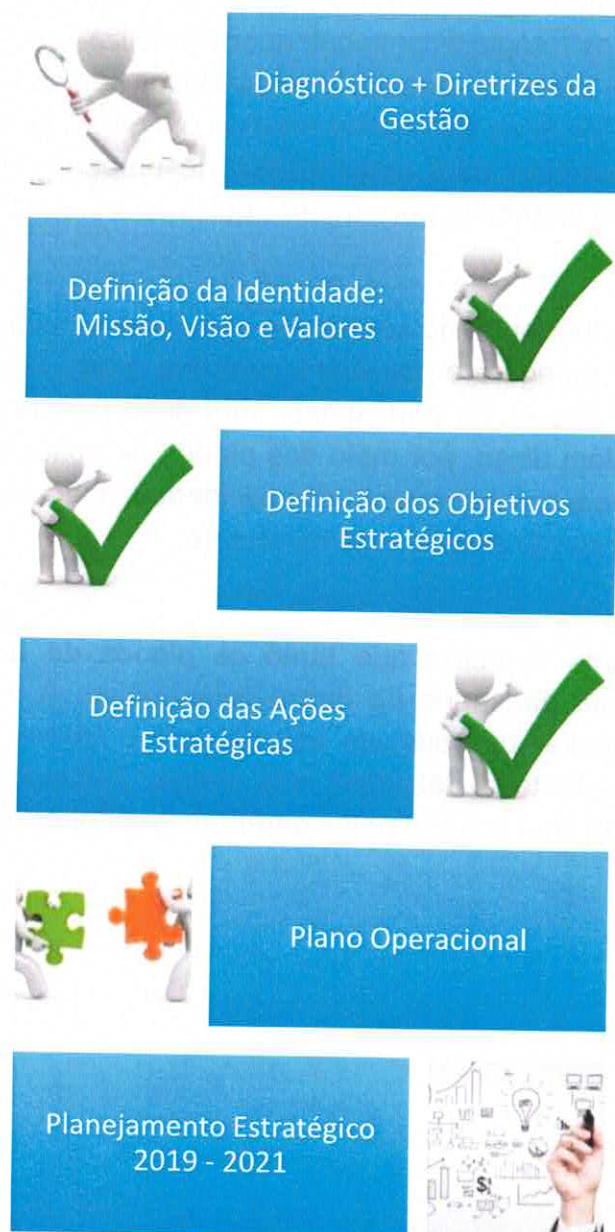 Diagnóstico + Diretrizes da
Gestão
Definição da Identidade:
Missão, Visão e Valores
Definição dos Objetivos
Estratégicos
Definição das Ações
Estratégicas
Plano Operacional
Planejamento Estratégico
2019 - 2021